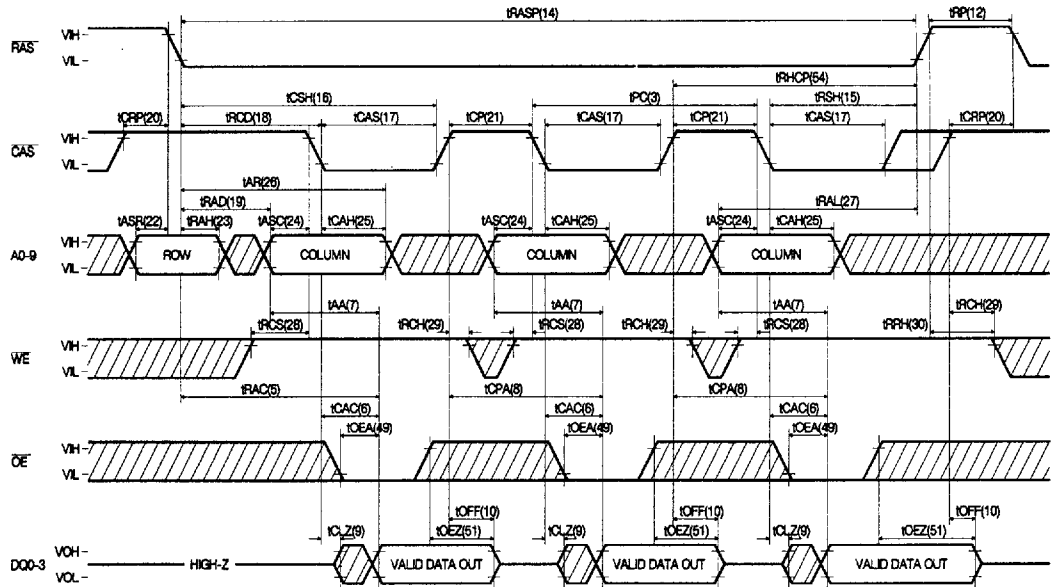 tRASP(14) tRP(12)
RAS VIH
VIL
tRHCP(54)
tCSH(16) tPC(3) tRSH(15)
tCRP(20) tRCD(18) tCAS(17) tCP(21) tCAS(17) tCP(21) tCAS(17) tCRP(20)
CAS VIH
VIL
tAR(26)
tRAD(19) tRAL(27)
tASR(22) tRAH(23) tASC(24) tCAH(25) tASC(24) tCAH(25) tASC(24) tCAH(25)
A0-9 VIH
VIL
ROW COLUMN COLUMN COLUMN
tAA(7) tAA(7) tAA(7)
tRCS(28) tRCH(29) tRCS(28) tRCH(29) tRCS(28) tRRH(30) tRCH(29)
WE VIH
VIL
tRAC(5) tCPA(8) tCPA(8)
tCAC(6) tCAC(6) tCAC(6)
tOEA(49) tOEA(49) tOEA(49)
OE VIH
VIL
tOFF(10) tOFF(10) tOFF(10)
tCLZ(9) tOEZ(51) tCLZ(9) tOEZ(51) tCLZ(9) tOEZ(51)
DQ0-3 VOH
VOL
HIGH-Z VALID DATA OUT VALID DATA OUT VALID DATA OUT